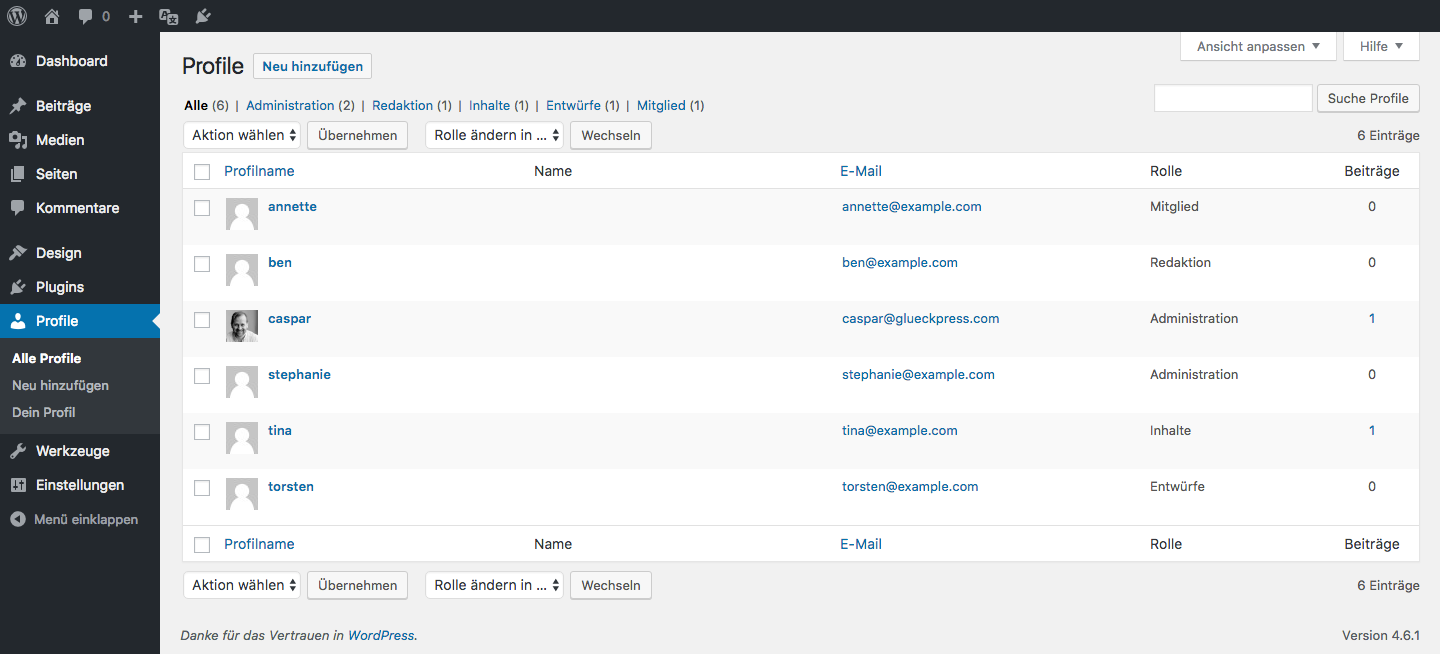 0
Dashboard
Beiträge
Medien
Seiten
Kommentare
Design
Plugins
Profile
Alle Profile
Neu hinzufügen
Dein Profil
Werkzeuge
Einstellungen
Menü einklappen
Ansicht anpassen ▼ Hilfe ▼
Profile Neu hinzufügen
Alle (6) | Administration (2) | Redaktion (1) | Inhalte (1) | Entwürfe (1) | Mitglied (1)
Suche Profile
Aktion wählen Übernehmen Rolle ändern in ... Wechseln 6 Einträge
Profilname Name E-Mail Rolle Beiträge
annette annette@example.com Mitglied 0
ben ben@example.com Redaktion 0
caspar caspar@glueckpress.com Administration 1
stephanie stephanie@example.com Administration 0
tina tina@example.com Inhalte 1
torsten torsten@example.com Entwürfe 0
Profilname Name E-Mail Rolle Beiträge
Aktion wählen Übernehmen Rolle ändern in ... Wechseln 6 Einträge
Danke für das Vertrauen in WordPress. Version 4.6.1